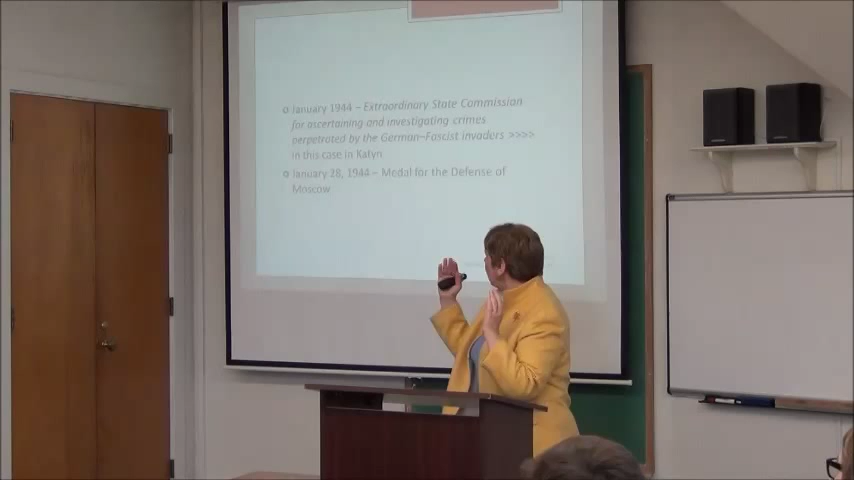 January 1944 – Extraordinary State Commission
for ascertaining and investigating crimes
perpetrated by the German–Fascist invaders >>>>
in this case in Katyn
January 28, 1944 – Medal for the Defense of
Moscow